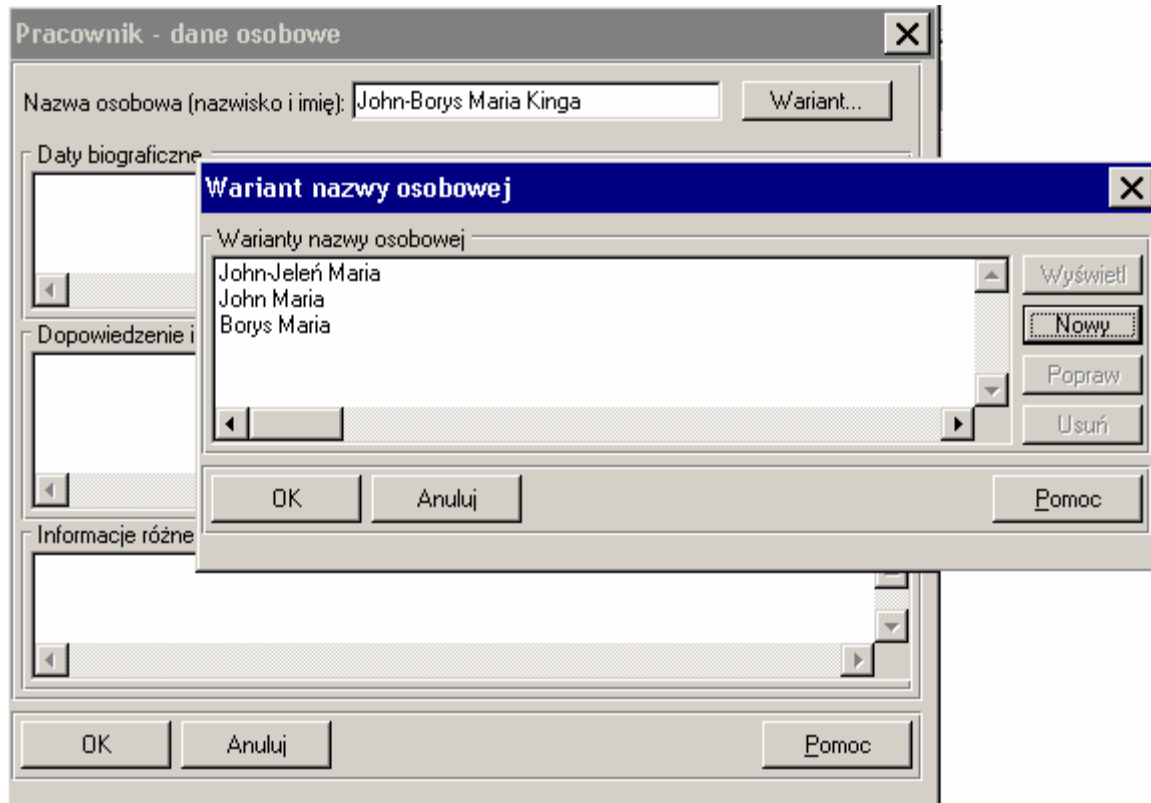 Pracownik - dane osobowe
Nazwa osobowa (nazwisko i imię): John-Borys Maria Kinga Wariant...
Daty biograficzne
Wariant nazwy osobowej
Warianty nazwy osobowej
John-Jeleń Maria
John Maria
Borys Maria
Wyświetl
Nowy
Popraw
Usuń
OK Anuluj Pomoc
Dopowiedzenie i
Informacje różne
OK Anuluj Pomoc